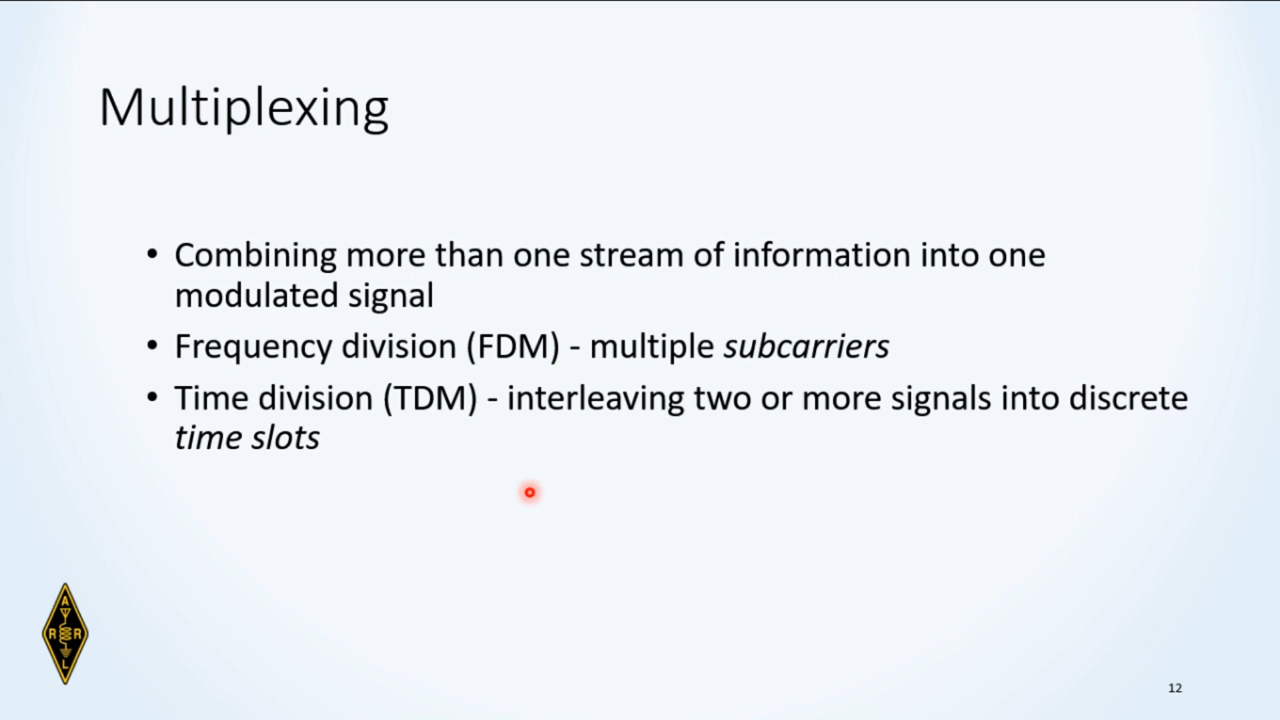 Multiplexing
• Combining more than one stream of information into one
modulated signal
• Frequency division (FDM) - multiple subcarriers
• Time division (TDM) - interleaving two or more signals into discrete
time slots
A
R R
L
12